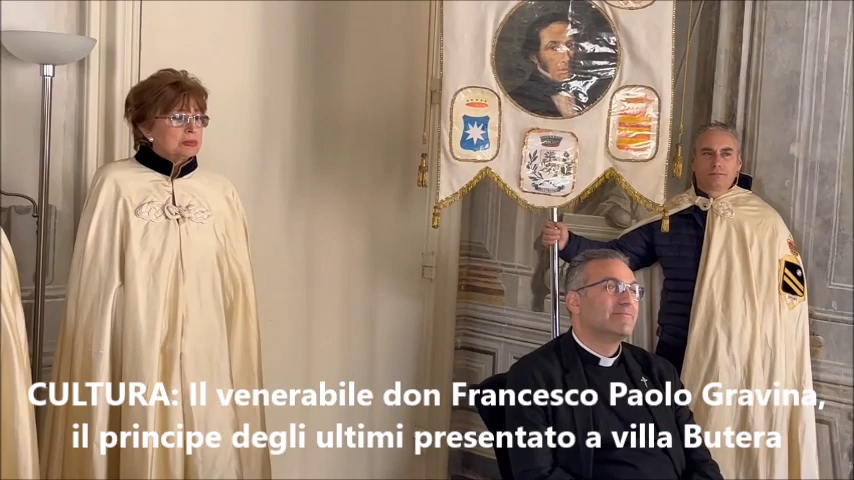 CULTURA: Il venerabile don Francesco Paolo Gravina,
il principe degli ultimi presentato a villa Butera